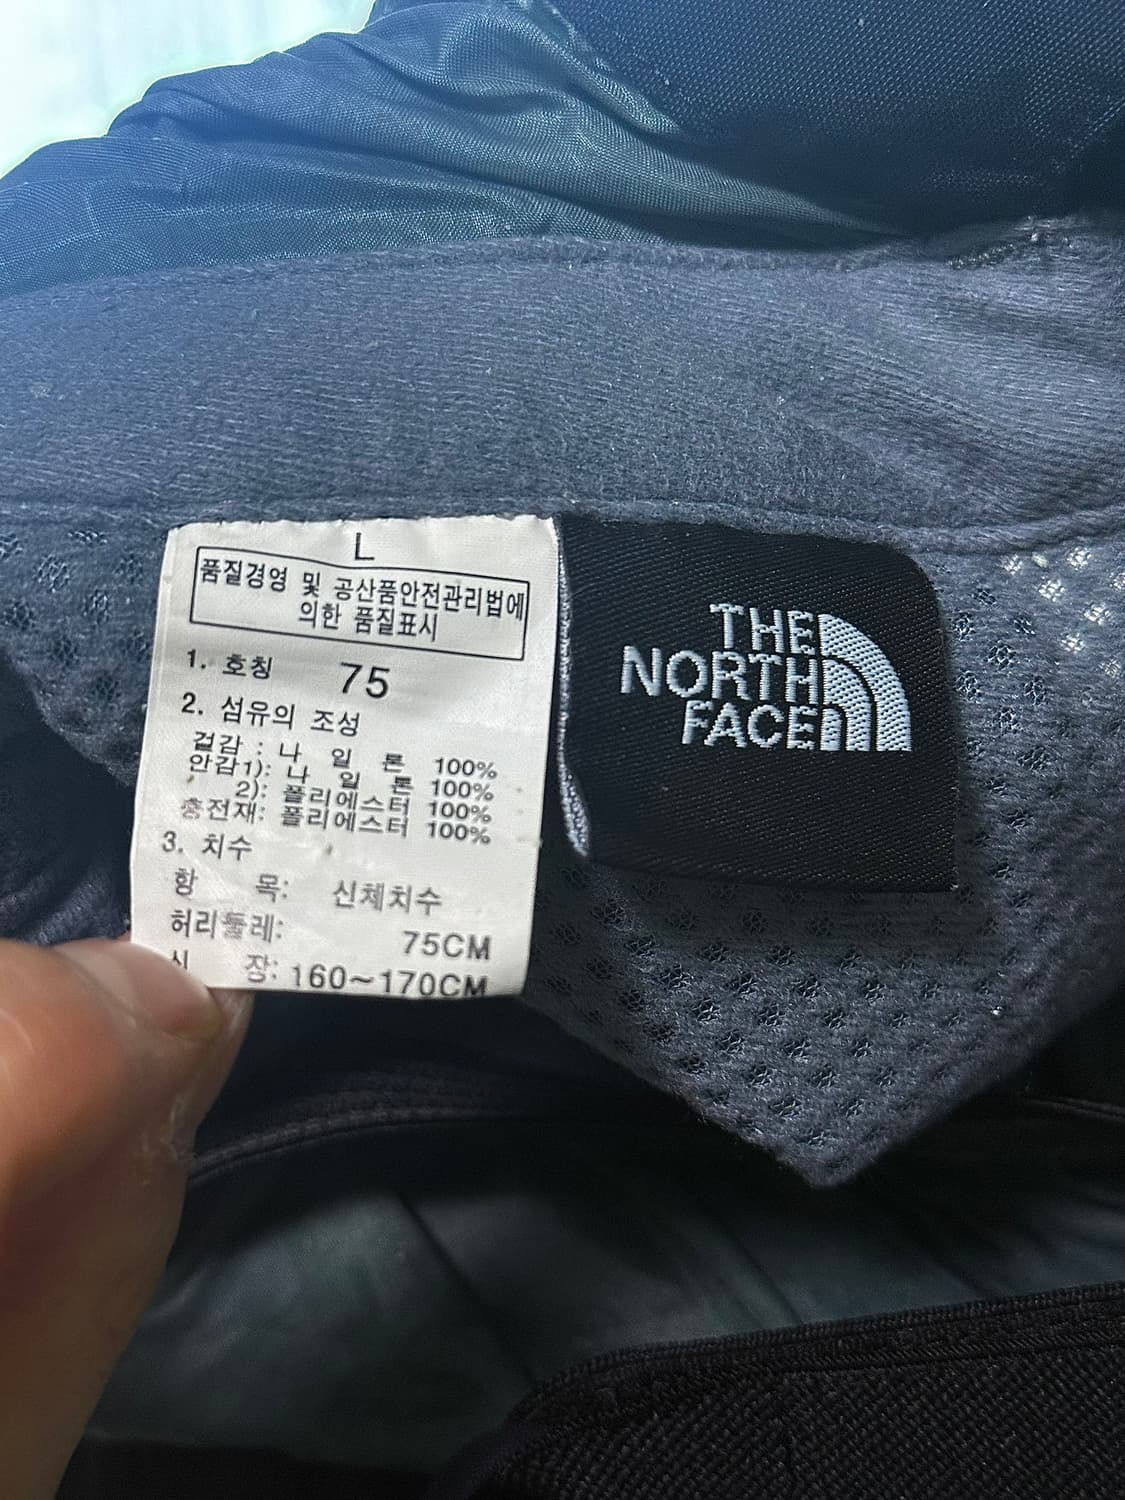 L
품질경영 및 공산품안전관리법에
의한 품질표시
1. 호칭 75
2. 섬유의 조성
겉감 : 나 일 론 100%
안감1): 나 일 론 100%
2): 폴리에스터 100%
충전재: 폴리에스터 100%
3. 치수
항 목: 신체치수
허리둘레: 75CM
신 장: 160~170CM
THE
NORTH
FACE